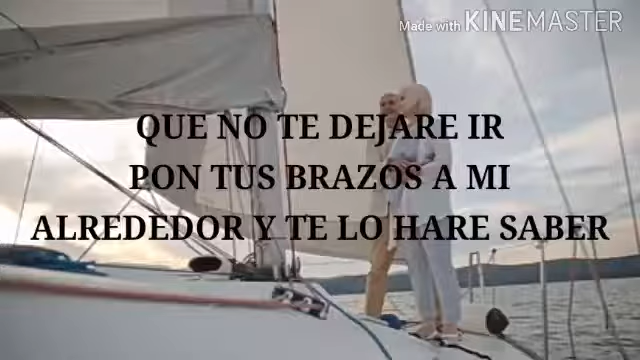 Made with KINEMASTER
QUE NO TE DEJARE IR
PON TUS BRAZOS A MI
ALREDEDOR Y TE LO HARE SABER